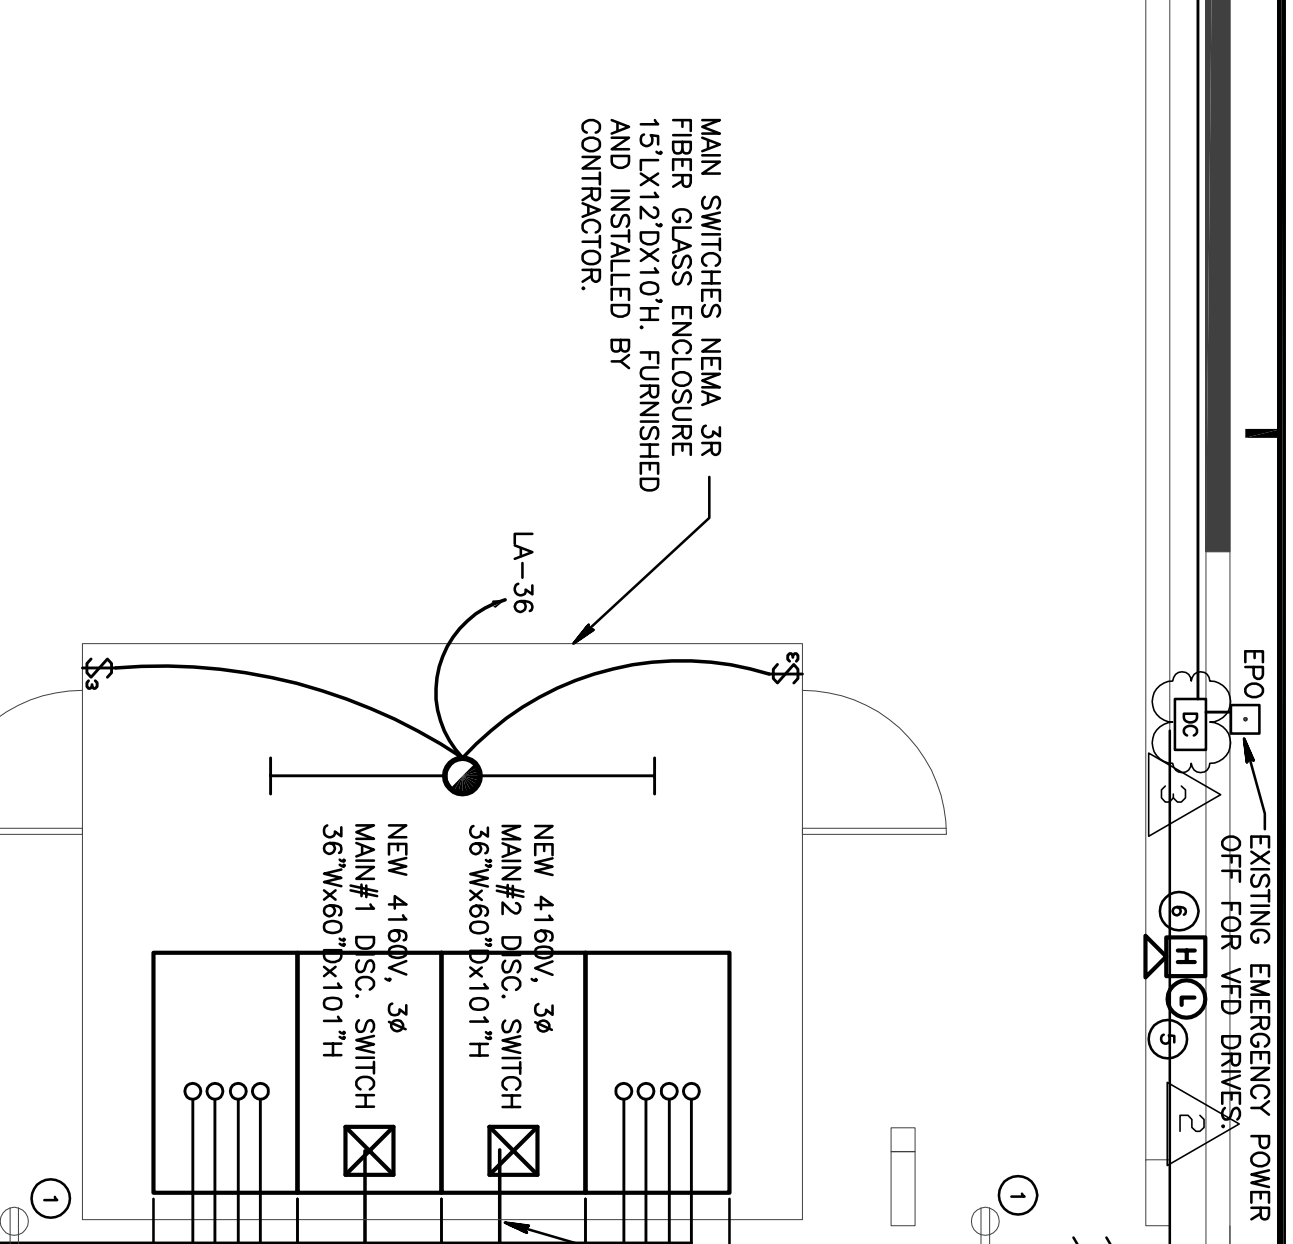 MAIN SWITCHES NEMA 3R
FIBER GLASS ENCLOSURE
15'LX12'DX10'H. FURNISHED
AND INSTALLED BY
CONTRACTOR.
LA-36
$3
$3
EPO
DC
3
EXISTING EMERGENCY POWER
OFF FOR VFD DRIVES.
6
H
L
5
2
NEW 4160V, 3ø
MAIN#2 DISC. SWITCH
36"Wx60"Dx101"H
NEW 4160V, 3ø
MAIN#1 DISC. SWITCH
36"Wx60"Dx101"H
1
1